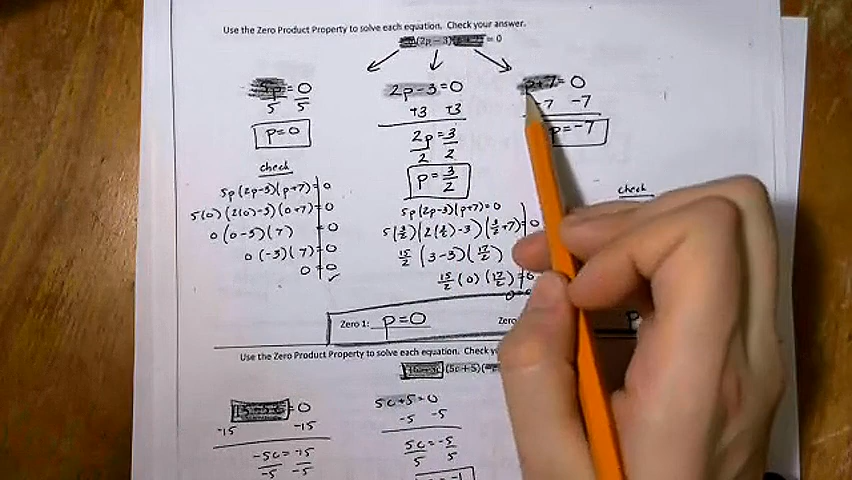 Use the Zero Product Property to solve each equation. Check your answer.
(2p-3) = 0
5p = 0
5 5
p=0
check
5p(2p-3)(p+7)=0
5(0)(2(0)-3)(0+7)=0
0(0-3)(7) =0
0(-3)(7)=0
0=0 ✓
2p-3=0
+3 +3
2p=3
2 2
p=3/2
5p(2p-3)(p+7)=0
5(3/2)(2(3/2)-3)(3/2+7)=0
15/2(3-3)(17/2)
15/2(0)(17/2)=0
p+7=0
-7 -7
p=-7
check
Zero 1: p=0
Use the Zero Product Property to solve each equation. Check
(5c+5)
=0
-15 -15
-5c=-15
-5 -5
5c+5=0
-5 -5
5c=-5
5 5